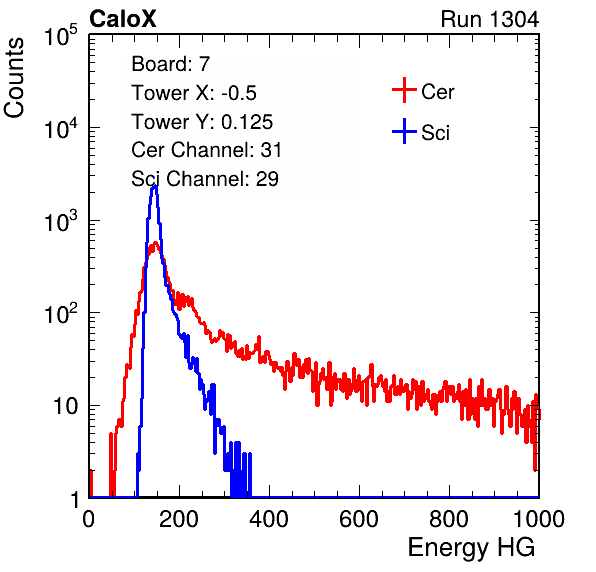 CaloX Run 1304
Counts
10^5
10^4
10^3
10^2
10
1
Board: 7
Tower X: -0.5
Tower Y: 0.125
Cer Channel: 31
Sci Channel: 29
Cer
Sci
0 200 400 600 800 1000
Energy HG